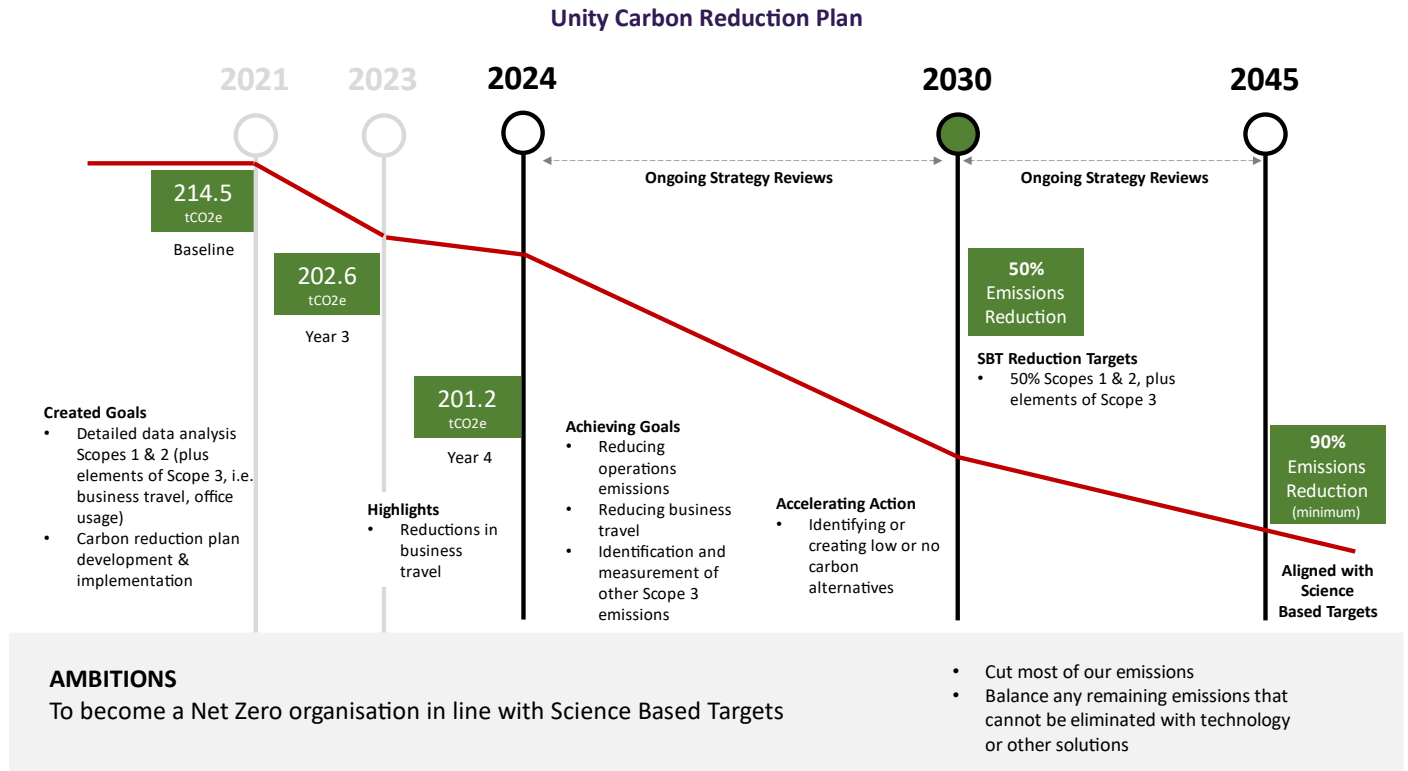 Unity Carbon Reduction Plan
2021
2023
2024
2030
2045
Ongoing Strategy Reviews
Ongoing Strategy Reviews
214.5
tCO2e
Baseline
202.6
tCO2e
Year 3
201.2
tCO2e
Year 4
50%
Emissions
Reduction
SBT Reduction Targets
• 50% Scopes 1 & 2, plus
elements of Scope 3
90%
Emissions
Reduction
(minimum)
Aligned with
Science
Based Targets
Created Goals
• Detailed data analysis
Scopes 1 & 2 (plus
elements of Scope 3, i.e.
business travel, office
usage)
• Carbon reduction plan
development &
implementation
Highlights
• Reductions in
business
travel
Achieving Goals
• Reducing
operations
emissions
• Reducing business
travel
• Identification and
measurement of
other Scope 3
emissions
Accelerating Action
• Identifying or
creating low or no
carbon
alternatives
AMBITIONS
To become a Net Zero organisation in line with Science Based Targets
• Cut most of our emissions
• Balance any remaining emissions that
cannot be eliminated with technology
or other solutions